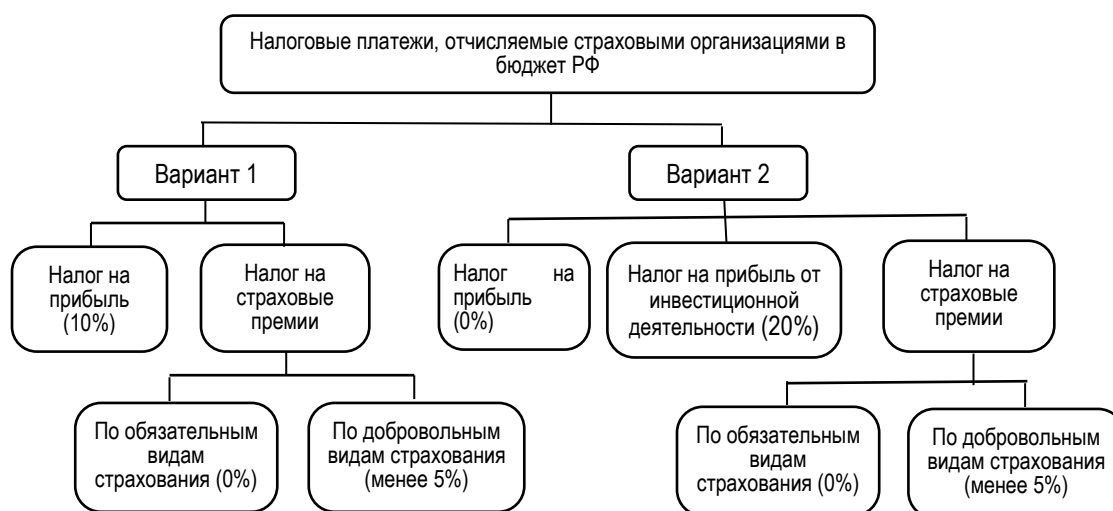 Налоговые платежи, отчисляемые страховыми организациями в
бюджет РФ
Вариант 1
Вариант 2
Налог на
прибыль
(10%)
Налог на
страховые
премии
Налог на
прибыль
(0%)
Налог на прибыль от
инвестиционной
деятельности (20%)
Налог на
страховые
премии
По обязательным
видам
страхования (0%)
По добровольным
видам страхования
(менее 5%)
По обязательным
видам
страхования (0%)
По добровольным
видам страхования
(менее 5%)